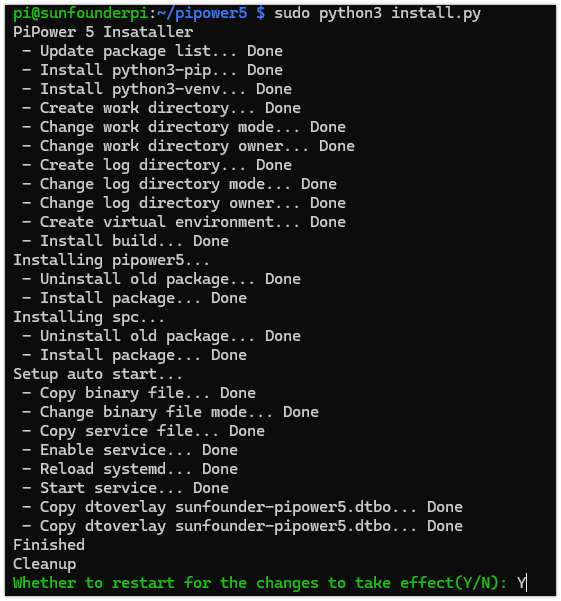 pi@sunfounderpi:~/pipower5 $ sudo python3 install.py
PiPower 5 Insataller
 - Update package list... Done
 - Install python3-pip... Done
 - Install python3-venv... Done
 - Create work directory... Done
 - Change work directory mode... Done
 - Change work directory owner... Done
 - Create log directory... Done
 - Change log directory mode... Done
 - Change log directory owner... Done
 - Create virtual environment... Done
 - Install build... Done
Installing pipower5...
 - Uninstall old package... Done
 - Install package... Done
Installing spc...
 - Uninstall old package... Done
 - Install package... Done
Setup auto start...
 - Copy binary file... Done
 - Change binary file mode... Done
 - Copy service file... Done
 - Enable service... Done
 - Reload systemd... Done
 - Start service... Done
 - Copy dtoverlay sunfounder-pipower5.dtbo... Done
 - Copy dtoverlay sunfounder-pipower5.dtbo... Done
Finished
Cleanup
Whether to restart for the changes to take effect(Y/N): Y